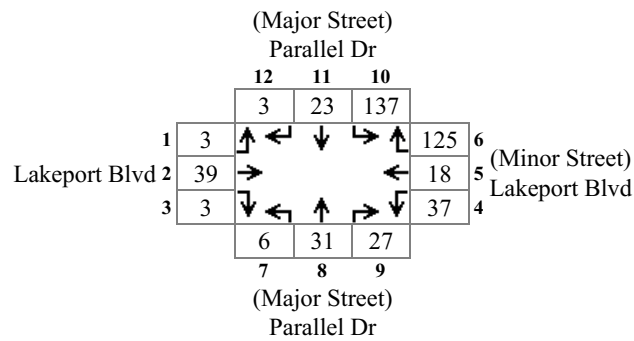 (Major Street)
Parallel Dr
12 11 10
3 23 137
1 3 125 6
Lakeport Blvd 2 39 18 5 (Minor Street)
Lakeport Blvd
3 3 37 4
6 31 27
7 8 9
(Major Street)
Parallel Dr